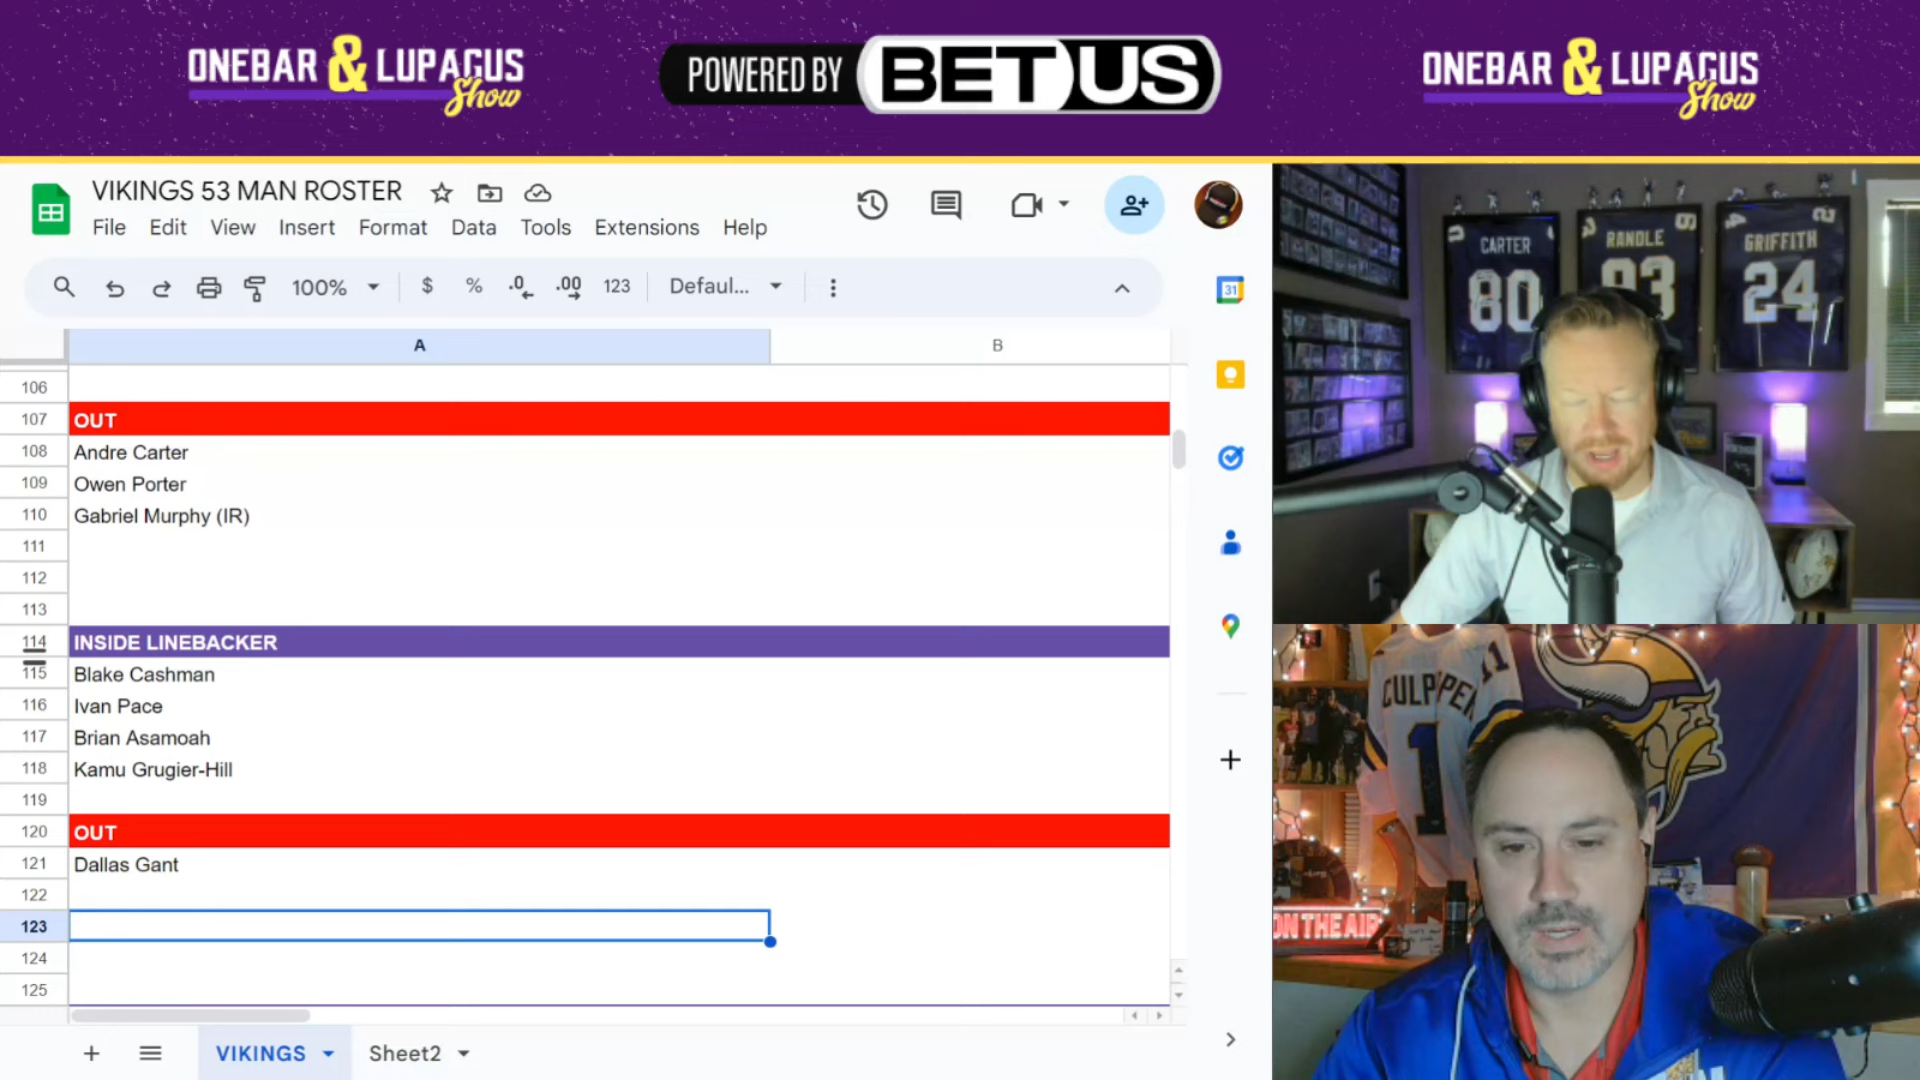 ONEBAR & LUPAGUS
Show
POWERED BY BETUS
ONEBAR & LUPAGUS
Show
VIKINGS 53 MAN ROSTER
File Edit View Insert Format Data Tools Extensions Help
100% $ % .0 .00 123 Defaul...
31
A B
106
107 OUT
108 Andre Carter
109 Owen Porter
110 Gabriel Murphy (IR)
111
112
113
114 INSIDE LINEBACKER
115 Blake Cashman
116 Ivan Pace
117 Brian Asamoah
118 Kamu Grugier-Hill
119
120 OUT
121 Dallas Gant
122
123
124
125
VIKINGS Sheet2
CARTER
80
RANDLE
93
GRIFFITH
24
CULPEPPER
11
1
ON THE AIR